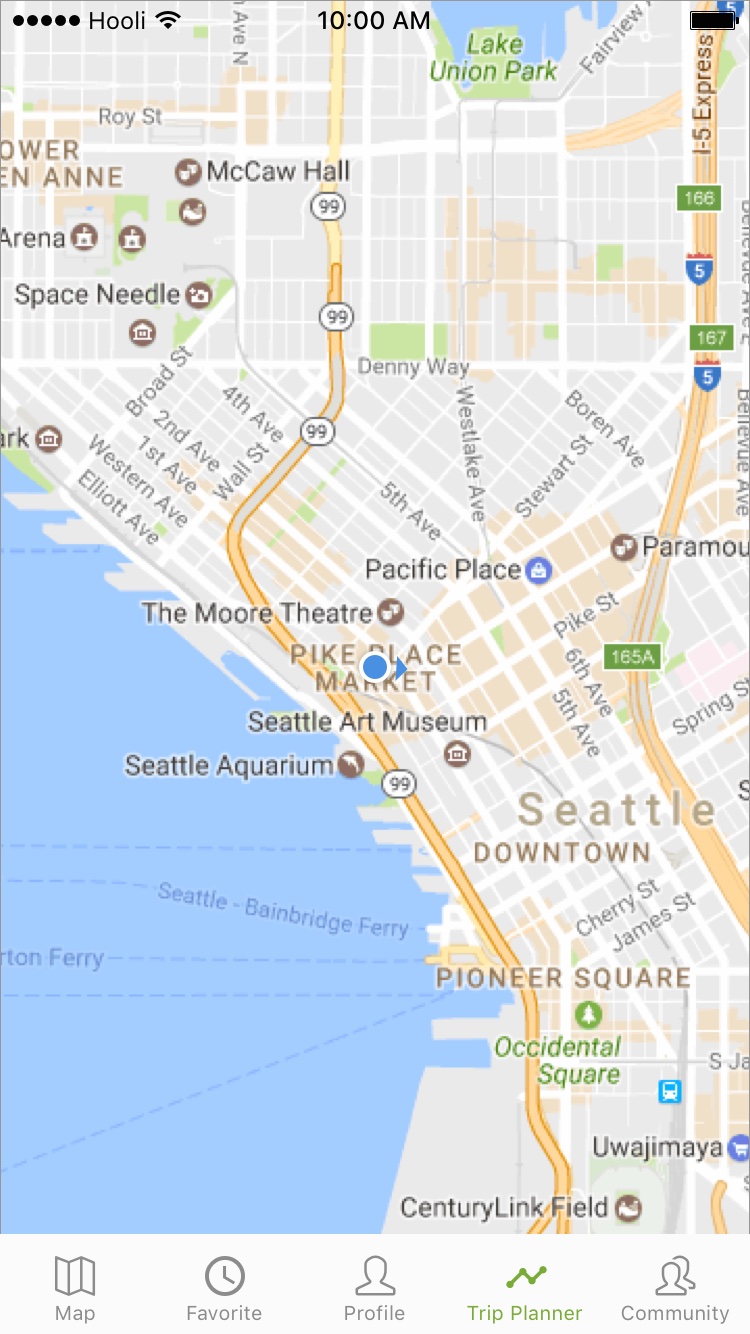 Hooli
10:00 AM
Ave N
Lake
Union Park
Fairview
5
I-5 Express
Roy St
OWER
EN ANNE
McCaw Hall
166
99
Arena
5
Space Needle
99
167
Denny Way
5
Broad St
4th Ave
2nd Ave
1st Ave
Wall St
Western Ave
Elliott Ave
99
ark
Westlake Ave
Boren Ave
Stewart St
Bellevue
5th Ave
Pacific Place
Paramou
The Moore Theatre
Pike St
PIKE PLACE
MARKET
165A
6th Ave
5th Ave
Spring S
Seattle Art Museum
Seattle Aquarium
99
S
Seattle
DOWNTOWN
Seattle - Bainbridge Ferry
Cherry St
James St
rton Ferry
PIONEER SQUARE
Occidental
Square
S Ja
Uwajimaya
CenturyLink Field
Map
Favorite
Profile
Trip Planner
Community